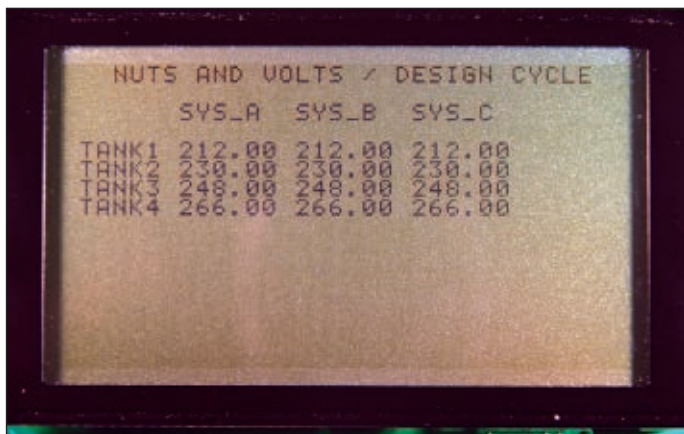 NUTS AND VOLTS / DESIGN CYCLE
SYS_A SYS_B SYS_C
TANK1 212.00 212.00 212.00
TANK2 230.00 230.00 230.00
TANK3 248.00 248.00 248.00
TANK4 266.00 266.00 266.00